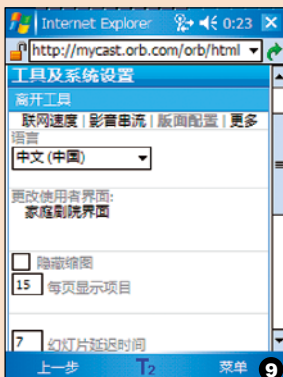 Internet Explorer 0:23
http://mycast.orb.com/orb/html
工具及系统设置
离开工具
联网速度 | 影音串流 | 版面配置 | 更多
语言
中文 (中国)
更改使用者界面:
家庭剧院界面
隐藏缩图
15 每页显示项目
7 幻灯片延迟时间
上一步 T2 菜单 9